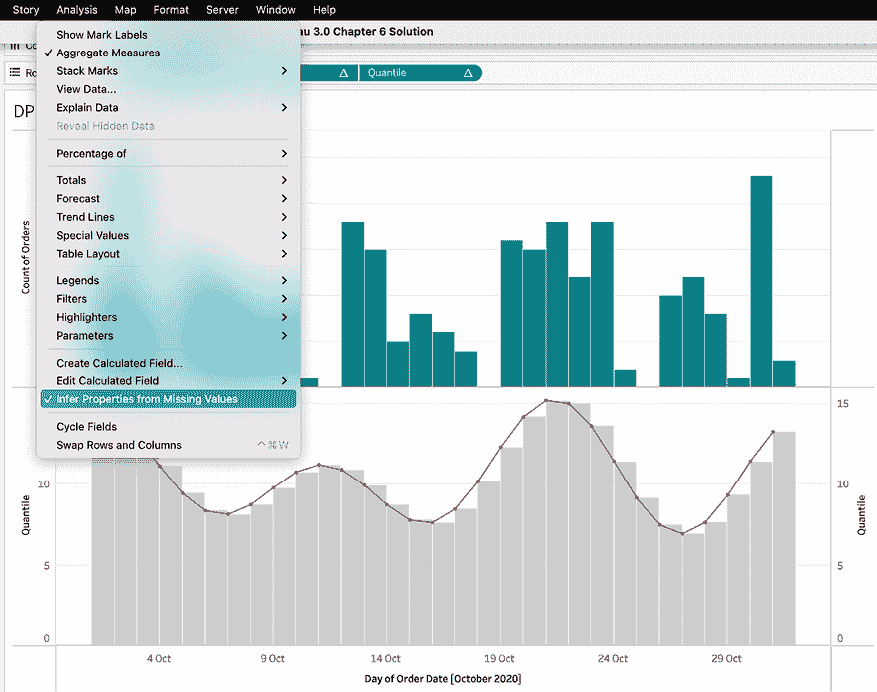 Story Analysis Map Format Server Window Help
au 3.0 Chapter 6 Solution
Show Mark Labels
✓ Aggregate Measures
Stack Marks >
View Data...
Explain Data >
Reveal Hidden Data
Percentage of >
Totals >
Forecast >
Trend Lines >
Special Values >
Table Layout >
Legends >
Filters >
Highlighters >
Parameters >
Create Calculated Field...
Edit Calculated Field >
✓ Infer Properties from Missing Values
Cycle Fields
Swap Rows and Columns ^⌘W
Co
Ro
Δ Quantile Δ
DP
Count of Orders
Quantile
10
5
0
15
10
5
0
Quantile
4 Oct 9 Oct 14 Oct 19 Oct 24 Oct 29 Oct
Day of Order Date [October 2020]